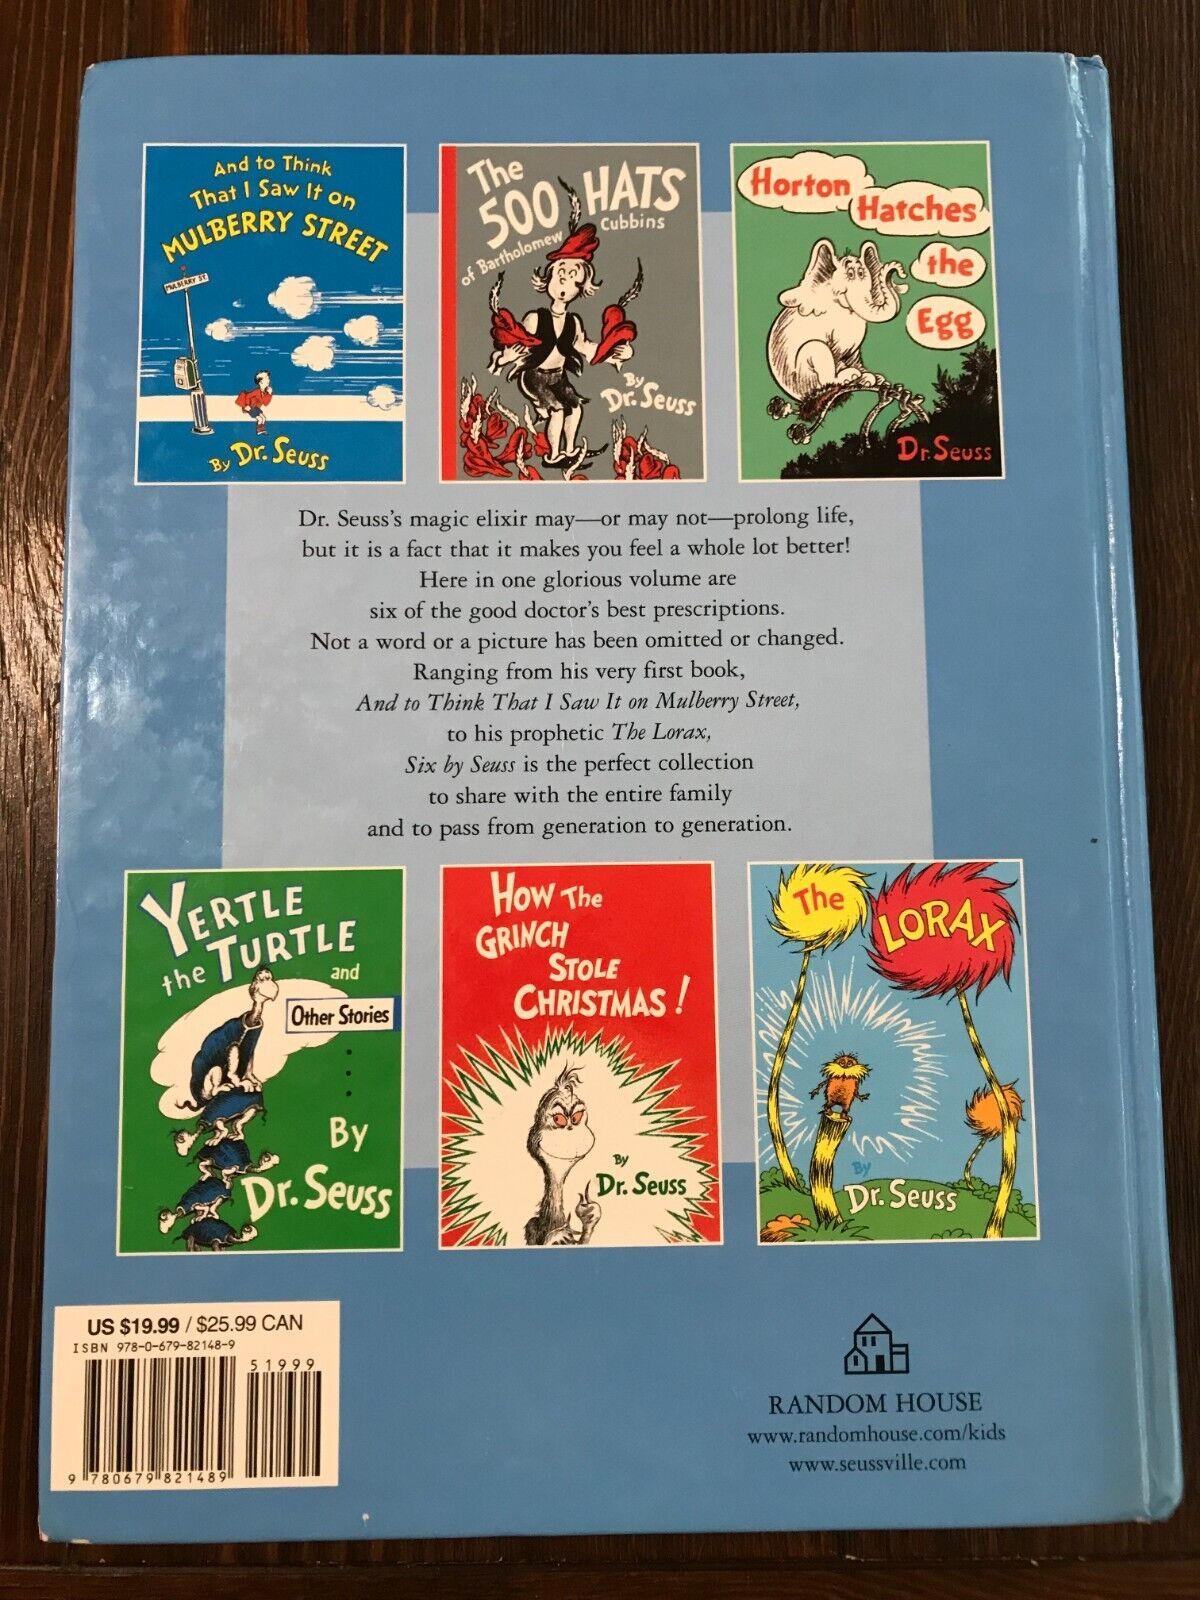 And to Think
That I Saw It on
MULBERRY STREET
MULBERRY ST.
By Dr. Seuss
The
500 HATS
of Bartholomew Cubbins
By
Dr. Seuss
Horton
Hatches
the
Egg
Dr. Seuss
Dr. Seuss's magic elixir may—or may not—prolong life,
but it is a fact that it makes you feel a whole lot better!
Here in one glorious volume are
six of the good doctor's best prescriptions.
Not a word or a picture has been omitted or changed.
Ranging from his very first book,
And to Think That I Saw It on Mulberry Street,
to his prophetic The Lorax,
Six by Seuss is the perfect collection
to share with the entire family
and to pass from generation to generation.
YERTLE
the TURTLE
and
Other Stories
By
Dr. Seuss
HOW THE
GRINCH
STOLE
CHRISTMAS!
By
Dr. Seuss
The
LORAX
By
Dr. Seuss
US $19.99 / $25.99 CAN
ISBN 978-0-679-82148-9
51999
9 780679 821489
RANDOM HOUSE
www.randomhouse.com/kids
www.seussville.com